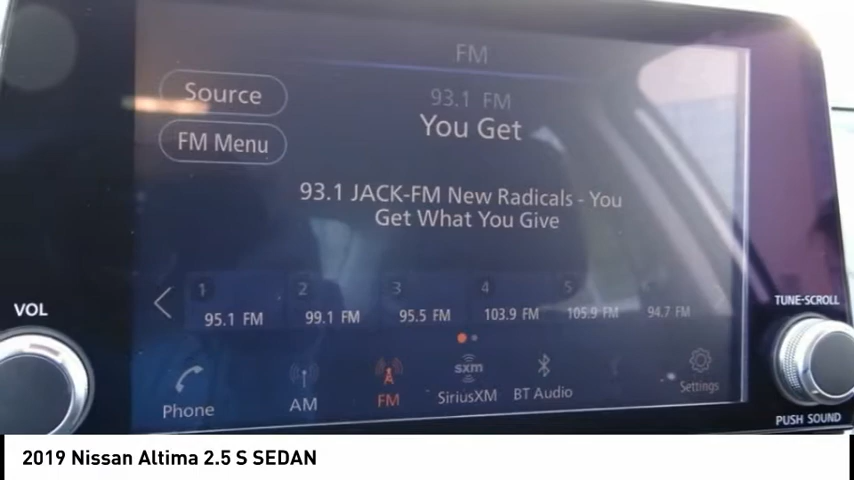 FM
Source
93.1 FM
You Get
FM Menu
93.1 JACK-FM New Radicals - You
Get What You Give
1 2 3 4 5
95.1 FM 99.1 FM 95.5 FM 103.9 FM 105.9 FM 94.7 FM
VOL
TUNE-SCROLL
Phone AM FM sxm SiriusXM BT Audio Settings
PUSH SOUND
2019 Nissan Altima 2.5 S SEDAN